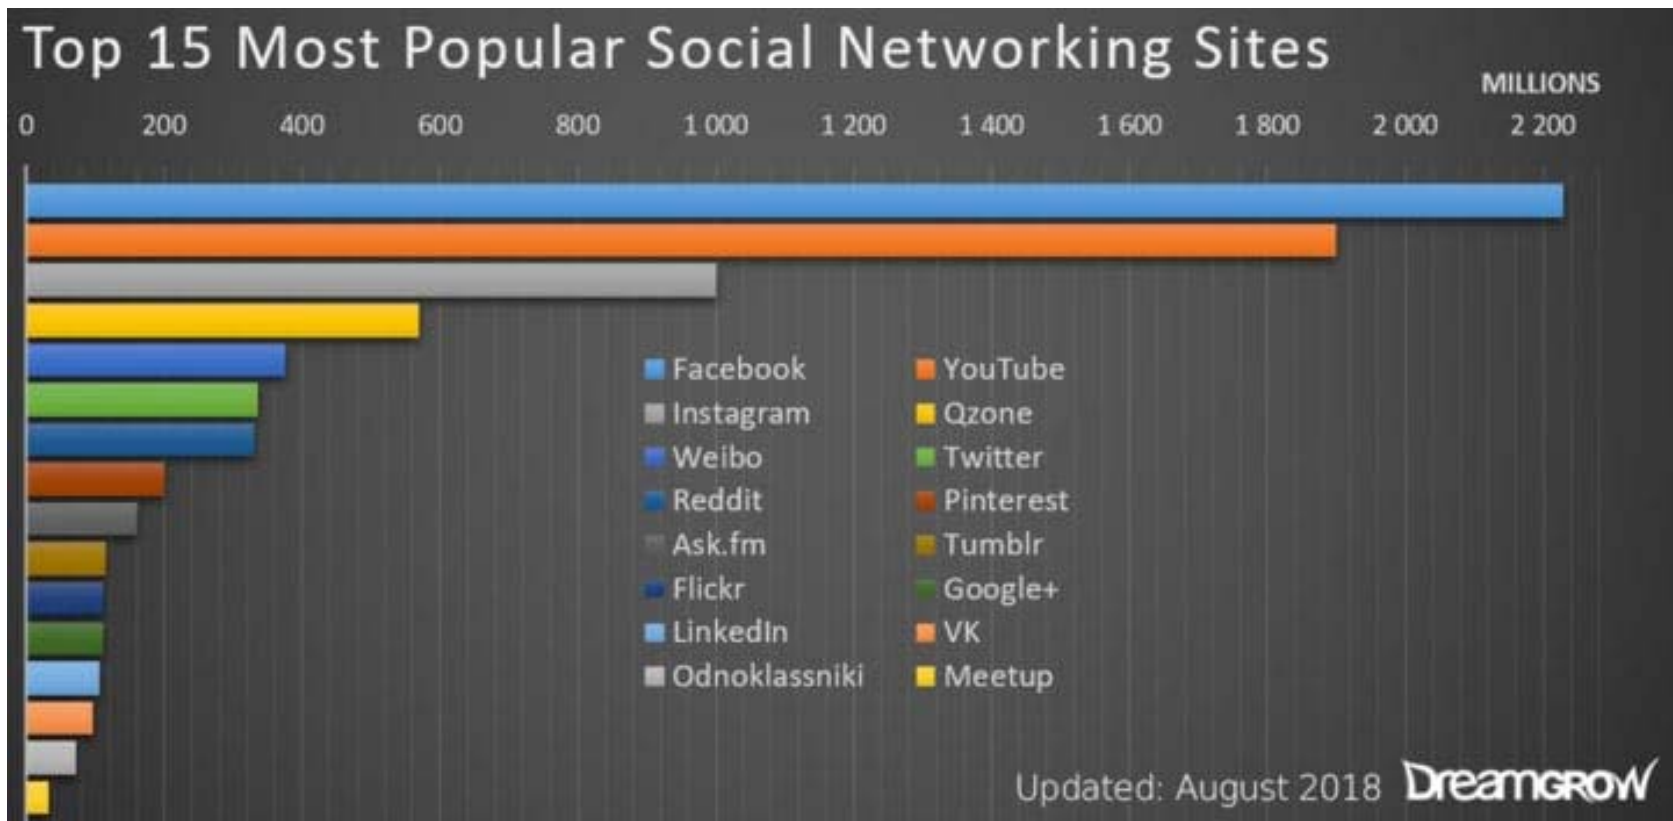 Top 15 Most Popular Social Networking Sites
MILLIONS
0 200 400 600 800 1 000 1 200 1 400 1 600 1 800 2 000 2 200
Facebook YouTube
Instagram Qzone
Weibo Twitter
Reddit Pinterest
Ask.fm Tumblr
Flickr Google+
LinkedIn VK
Odnoklassniki Meetup
Updated: August 2018 DreamGROW